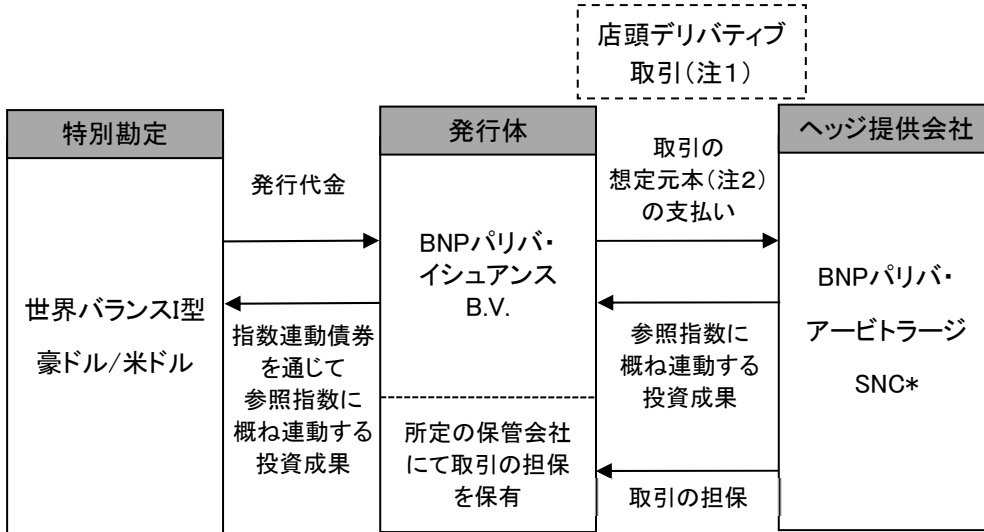 店頭デリバティブ
取引(注1)
特別勘定
発行体
ヘッジ提供会社
発行代金
取引の
想定元本(注2)
の支払い
世界バランスI型
豪ドル/米ドル
BNPパリバ・
イシュアンス
B.V.
BNPパリバ・
アービトラージ
SNC*
指数連動債券
を通じて
参照指数に
概ね連動する
投資成果
参照指数に
概ね連動する
投資成果
所定の保管会社
にて取引の担保
を保有
取引の担保